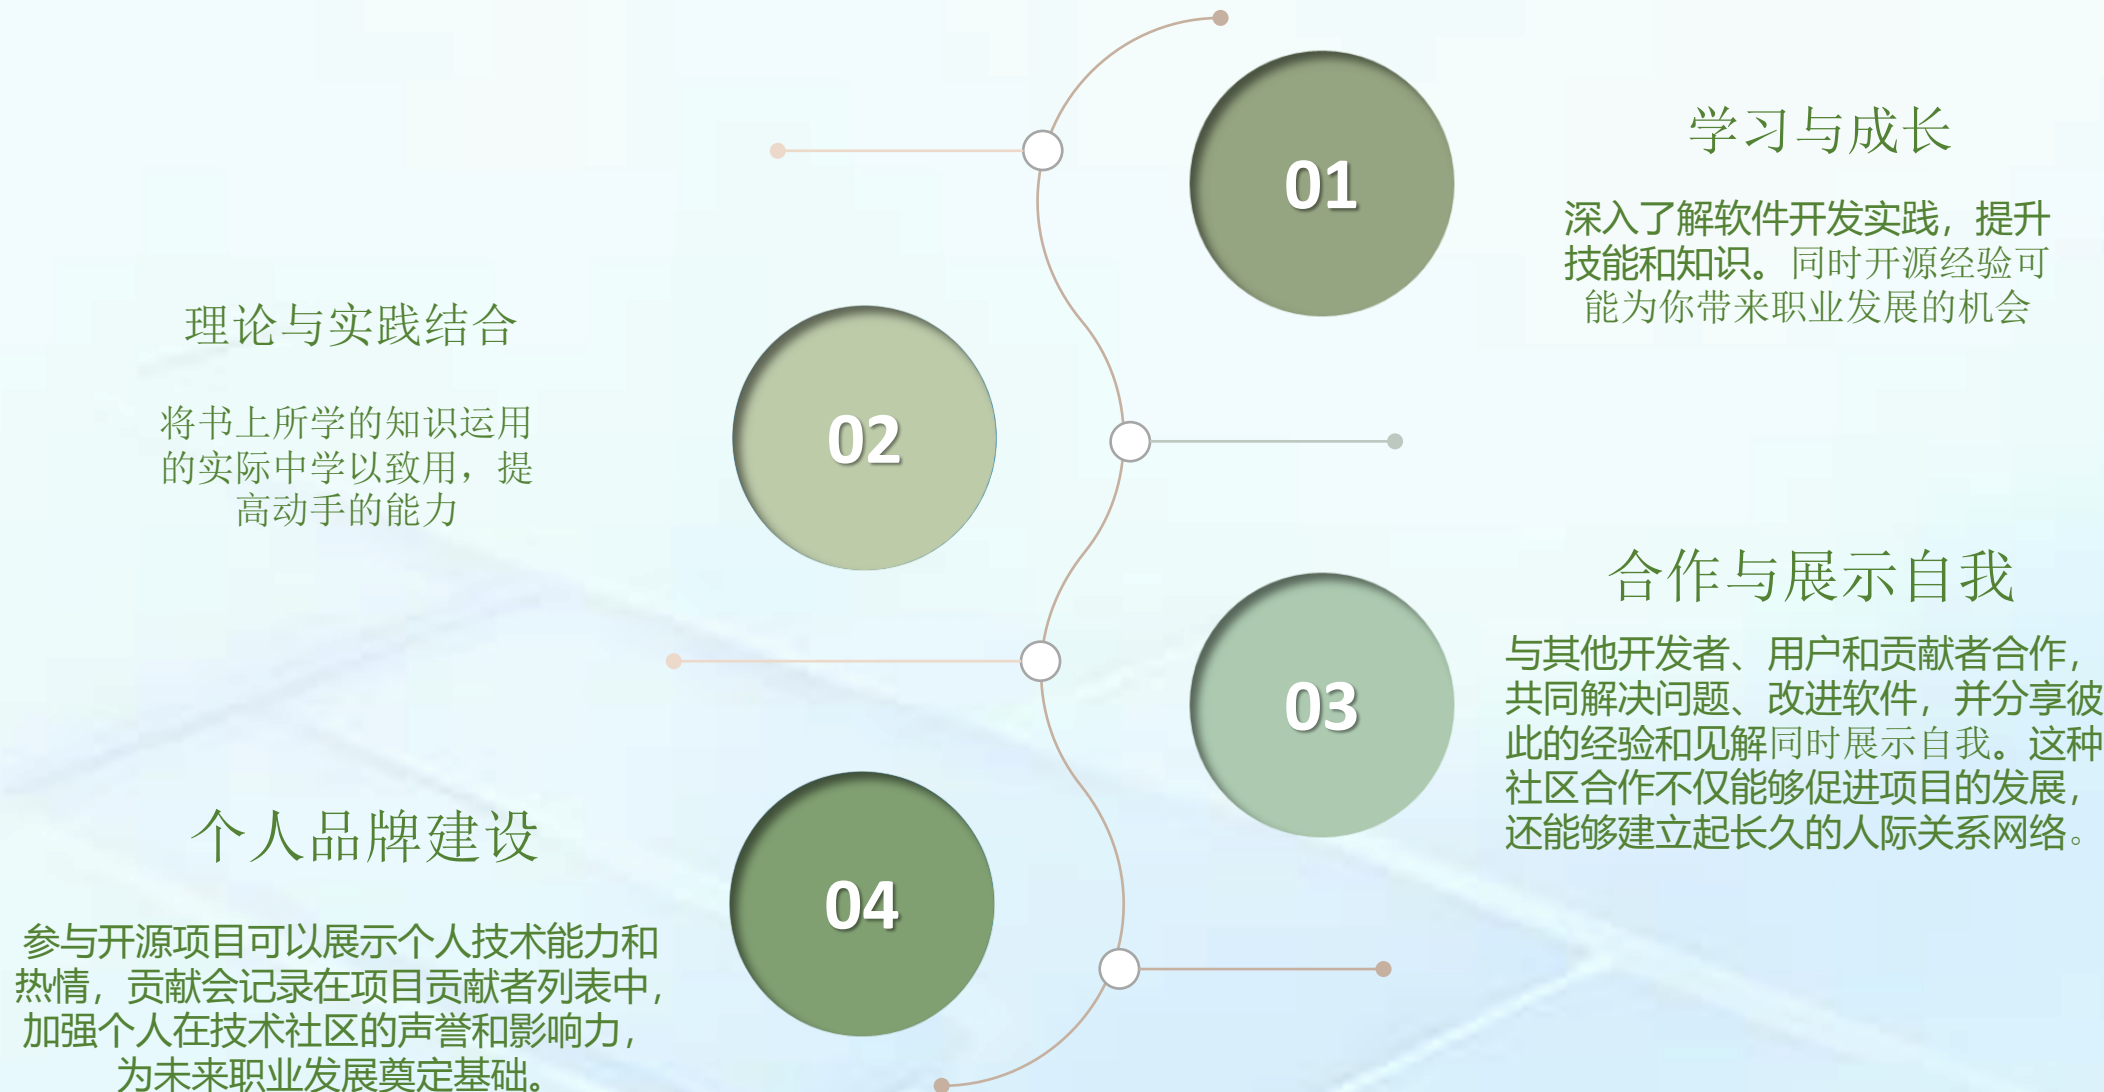 01
学习与成长
深入了解软件开发实践，提升
技能和知识。同时开源经验可
能为你带来职业发展的机会
理论与实践结合
将书上所学的知识运用
的实际中学以致用，提
高动手的能力
02
合作与展示自我
与其他开发者、用户和贡献者合作，
共同解决问题、改进软件，并分享彼
此的经验和见解同时展示自我。这种
社区合作不仅能够促进项目的发展，
还能够建立起长久的人际关系网络。
03
个人品牌建设
参与开源项目可以展示个人技术能力和
热情，贡献会记录在项目贡献者列表中，
加强个人在技术社区的声誉和影响力，
为未来职业发展奠定基础。
04